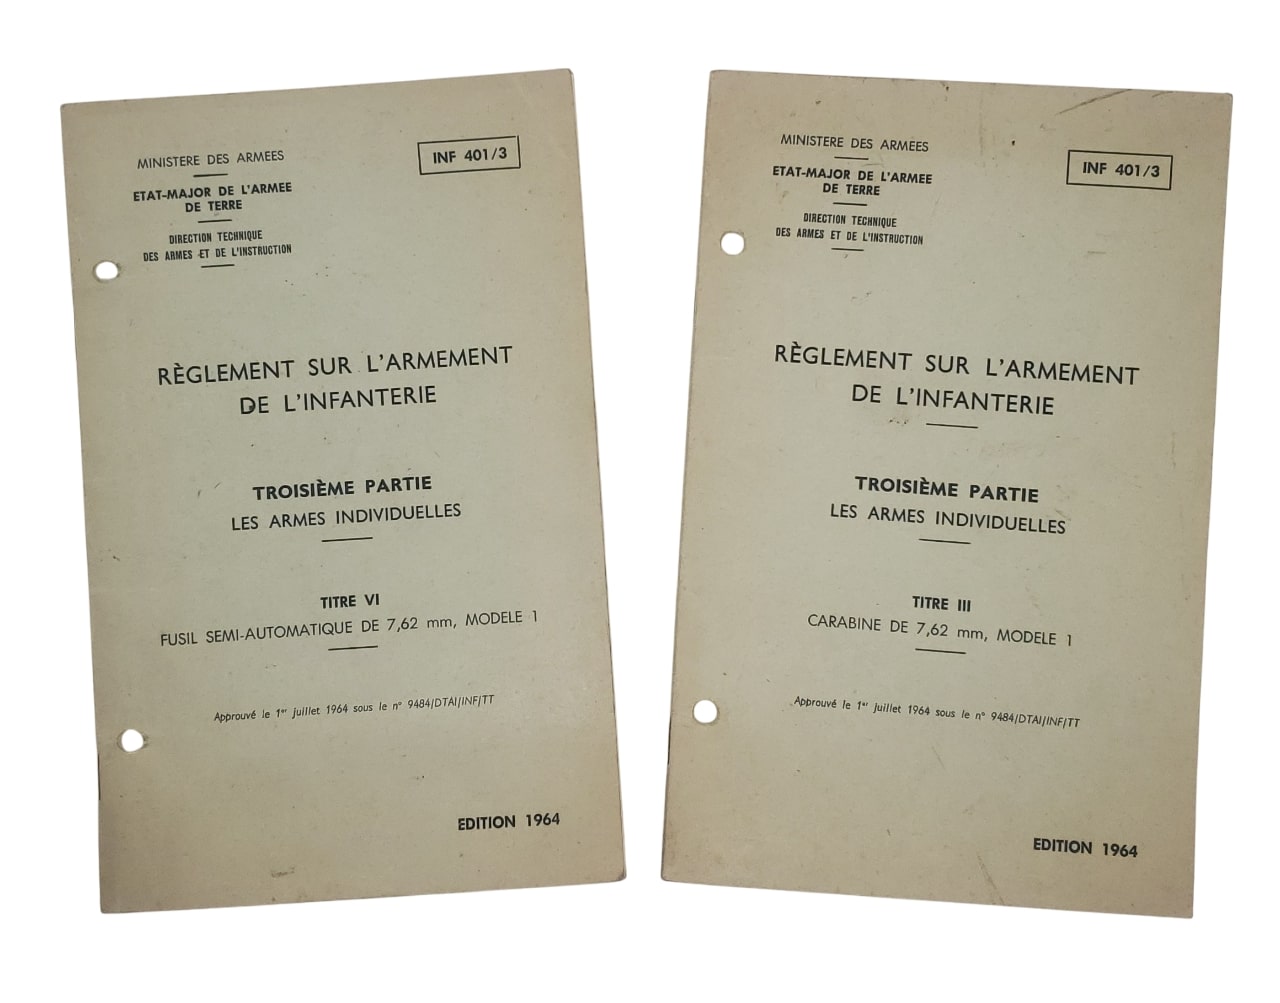 MINISTERE DES ARMEES
ETAT-MAJOR DE L'ARMEE
DE TERRE
DIRECTION TECHNIQUE
DES ARMES ET DE L'INSTRUCTION
INF 401/3
RÈGLEMENT SUR L'ARMEMENT
DE L'INFANTERIE
TROISIÈME PARTIE
LES ARMES INDIVIDUELLES
TITRE VI
FUSIL SEMI-AUTOMATIQUE DE 7,62 mm, MODELE 1
Approuvé le 1er juillet 1964 sous le n° 9484/DTAI/INF/TT
EDITION 1964
MINISTERE DES ARMÉES
ETAT-MAJOR DE L'ARMEE
DE TERRE
DIRECTION TECHNIQUE
DES ARMES ET DE L'INSTRUCTION
INF 401/3
RÈGLEMENT SUR L'ARMEMENT
DE L'INFANTERIE
TROISIÈME PARTIE
LES ARMES INDIVIDUELLES
TITRE III
CARABINE DE 7,62 mm, MODELE 1
Approuvé le 1er juillet 1964 sous le n° 9484/DTAI/INF/TT
EDITION 1964